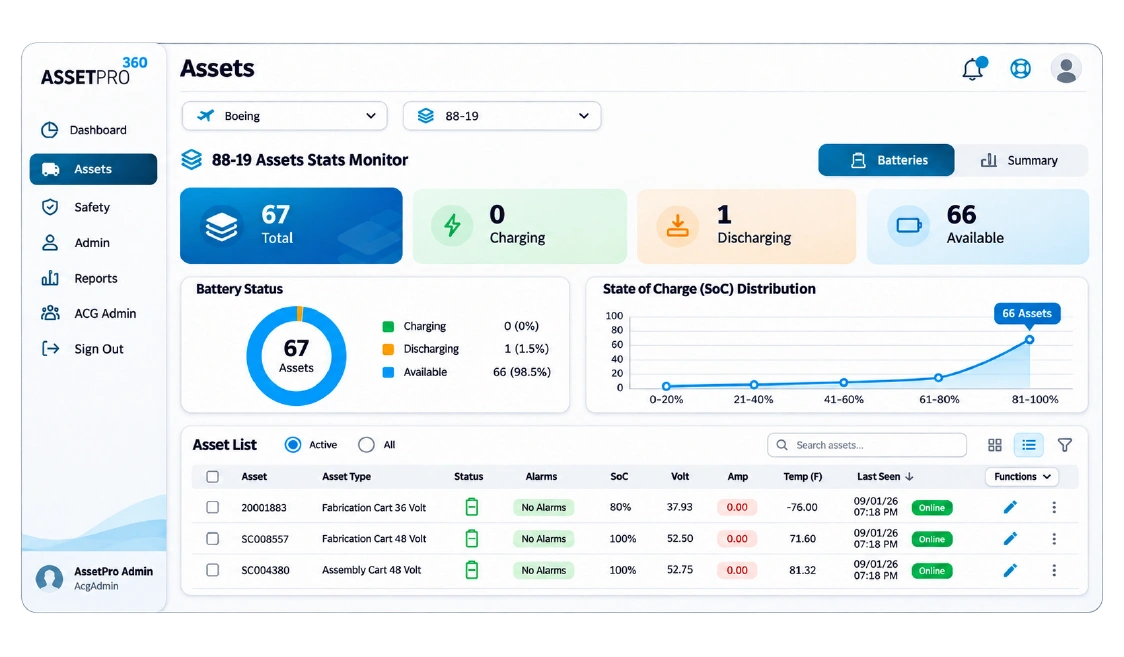 360
ASSETPRO
Dashboard
Assets
Safety
Admin
Reports
ACG Admin
Sign Out
AssetPro Admin
AcgAdmin
Assets
Boeing
88-19
88-19 Assets Stats Monitor
Batteries
Summary
67
Total
0
Charging
1
Discharging
66
Available
Battery Status
67
Assets
Charging 0 (0%)
Discharging 1 (1.5%)
Available 66 (98.5%)
State of Charge (SoC) Distribution
66 Assets
100
80
60
40
20
0
0-20% 21-40% 41-60% 61-80% 81-100%
Asset List Active All Search assets...
Asset Asset Type Status Alarms SoC Volt Amp Temp (F) Last Seen ↓ Functions
20001883 Fabrication Cart 36 Volt No Alarms 80% 37.93 0.00 -76.00 09/01/26 07:18 PM Online
SC008557 Fabrication Cart 48 Volt No Alarms 100% 52.50 0.00 71.60 09/01/26 07:18 PM Online
SC004380 Assembly Cart 48 Volt No Alarms 100% 52.75 0.00 81.32 09/01/26 07:18 PM Online